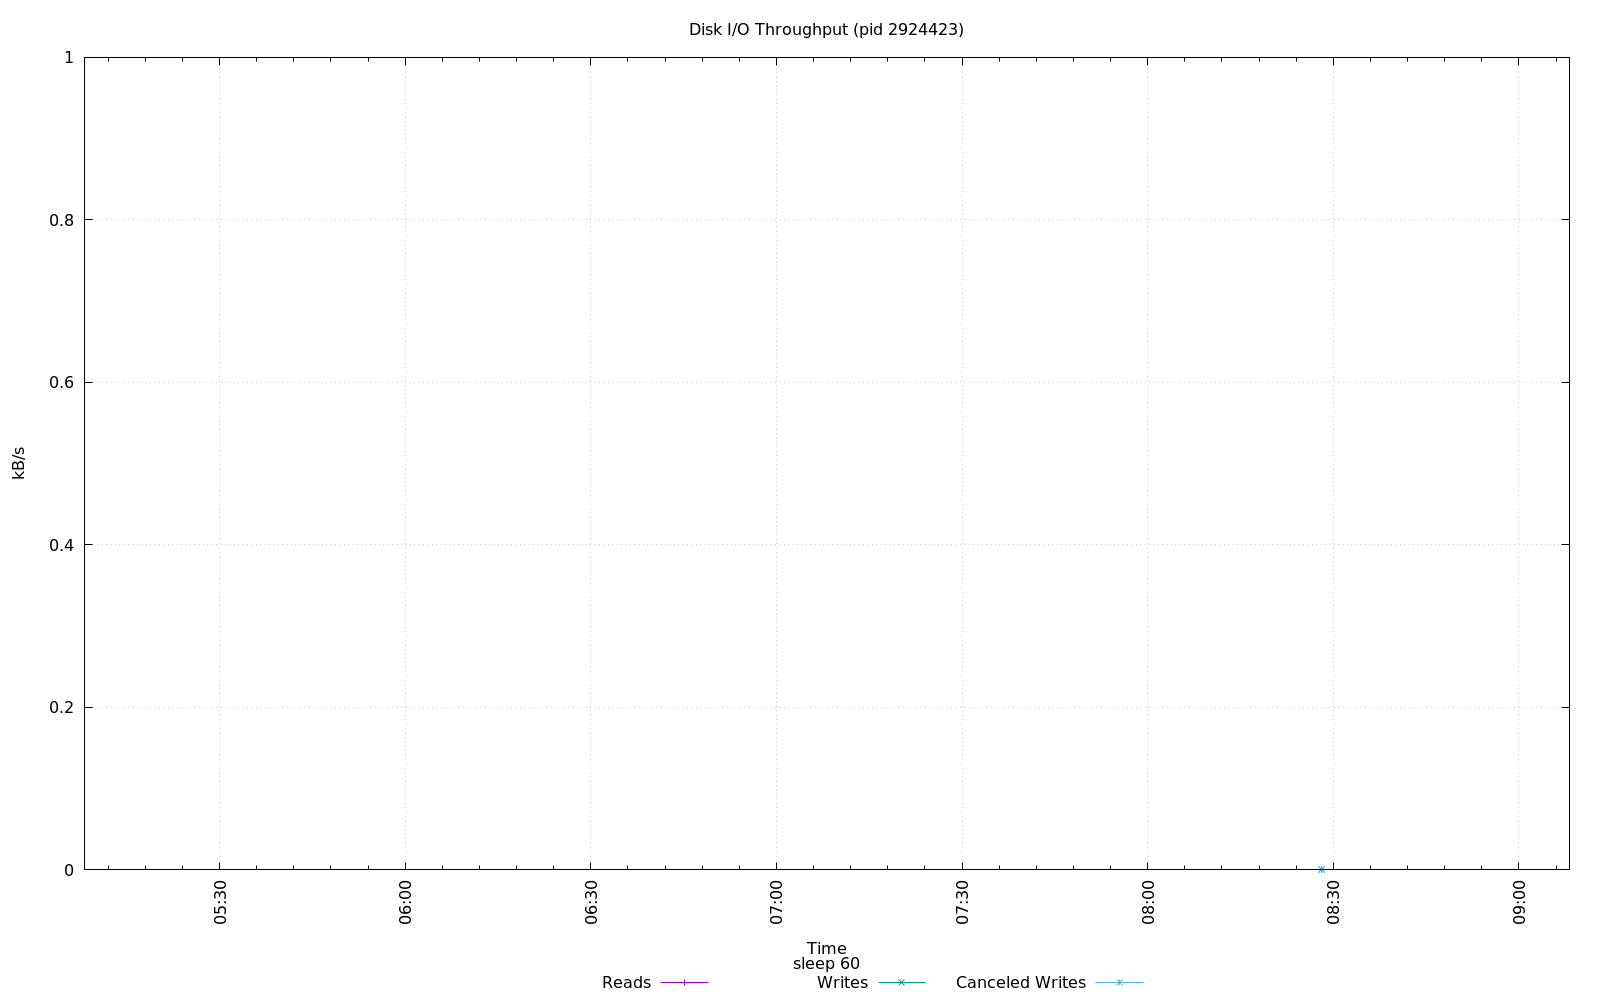 Disk I/O Throughput (pid 2924423)
1
0.8
0.6
0.4
0.2
0
kB/s
05:30
06:00
06:30
07:00
07:30
08:00
08:30
09:00
Time
sleep 60
Reads
Writes
Canceled Writes